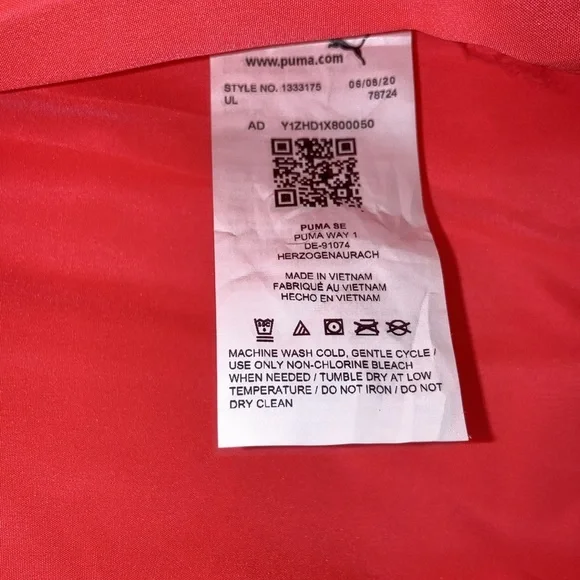 www.puma.com
STYLE NO. 1333175 06/08/20
UL 78724
AD Y1ZHD1X800050
PUMA SE
PUMA WAY 1
DE-91074
HERZOGENAURACH
MADE IN VIETNAM
FABRIQUÉ AU VIETNAM
HECHO EN VIETNAM
MACHINE WASH COLD, GENTLE CYCLE /
USE ONLY NON-CHLORINE BLEACH
WHEN NEEDED / TUMBLE DRY AT LOW
TEMPERATURE / DO NOT IRON / DO NOT
DRY CLEAN